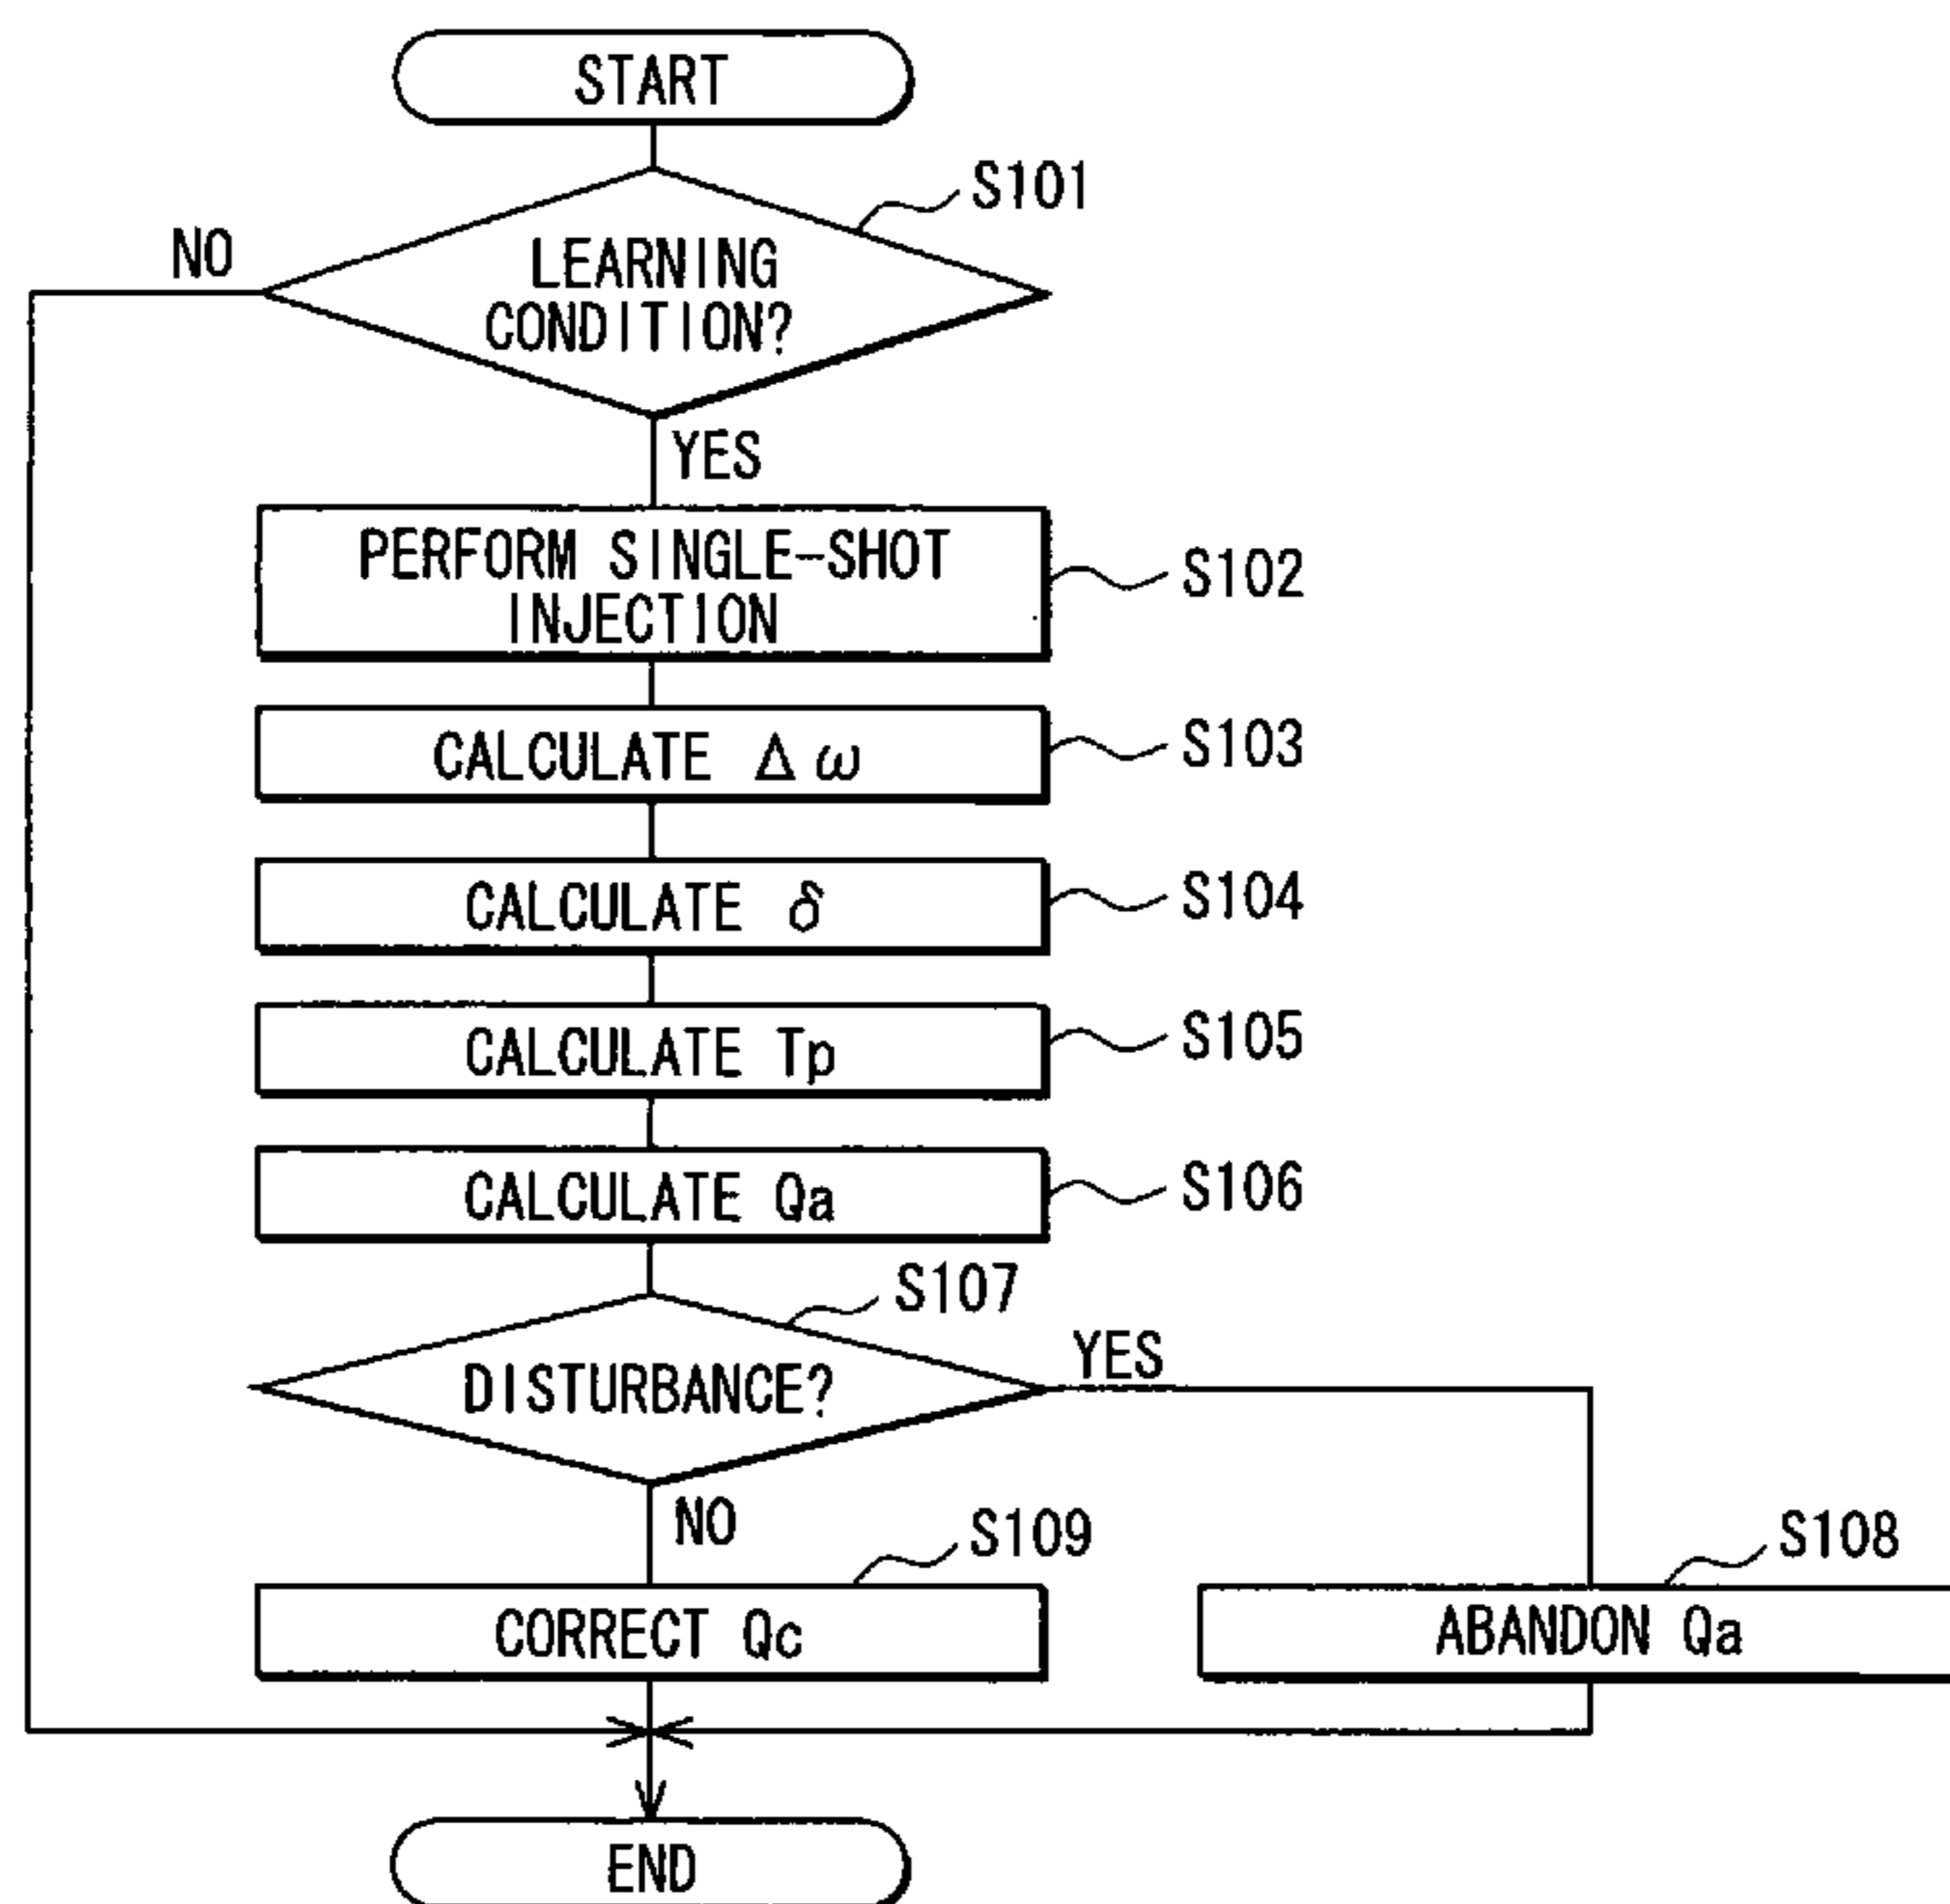 START
S101
NO
LEARNING
CONDITION?
YES
PERFORM SINGLE-SHOT
INJECTION
S102
CALCULATE Δω
S103
CALCULATE δ
S104
CALCULATE Tp
S105
CALCULATE Qa
S106
S107
DISTURBANCE?
YES
NO
S109
S108
CORRECT Qc
ABANDON Qa
END